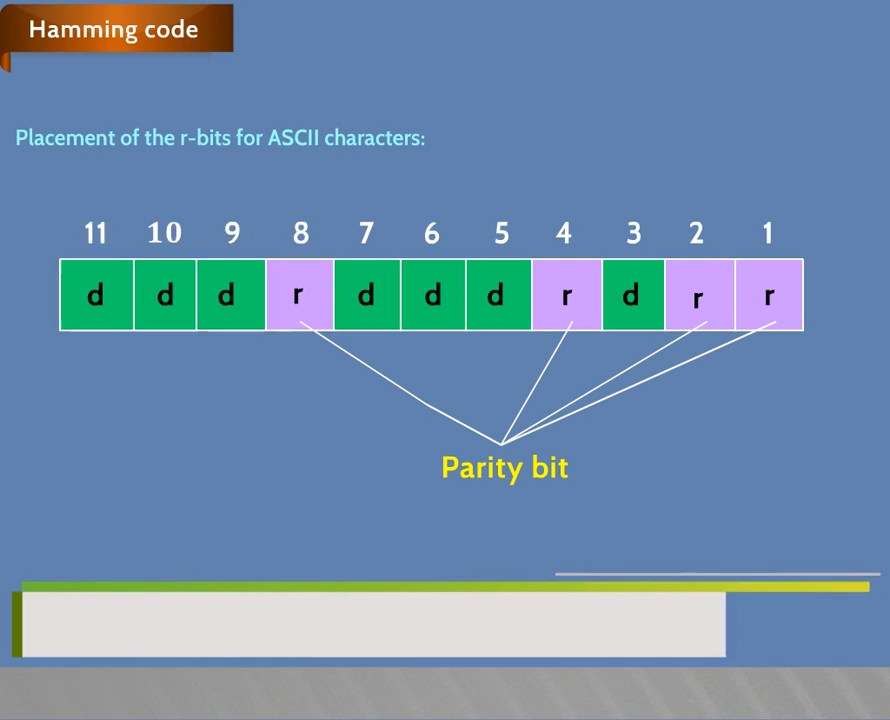 Hamming code
Placement of the r-bits for ASCII characters:
11 10 9 8 7 6 5 4 3 2 1
d d d r d d d r d r r
Parity bit